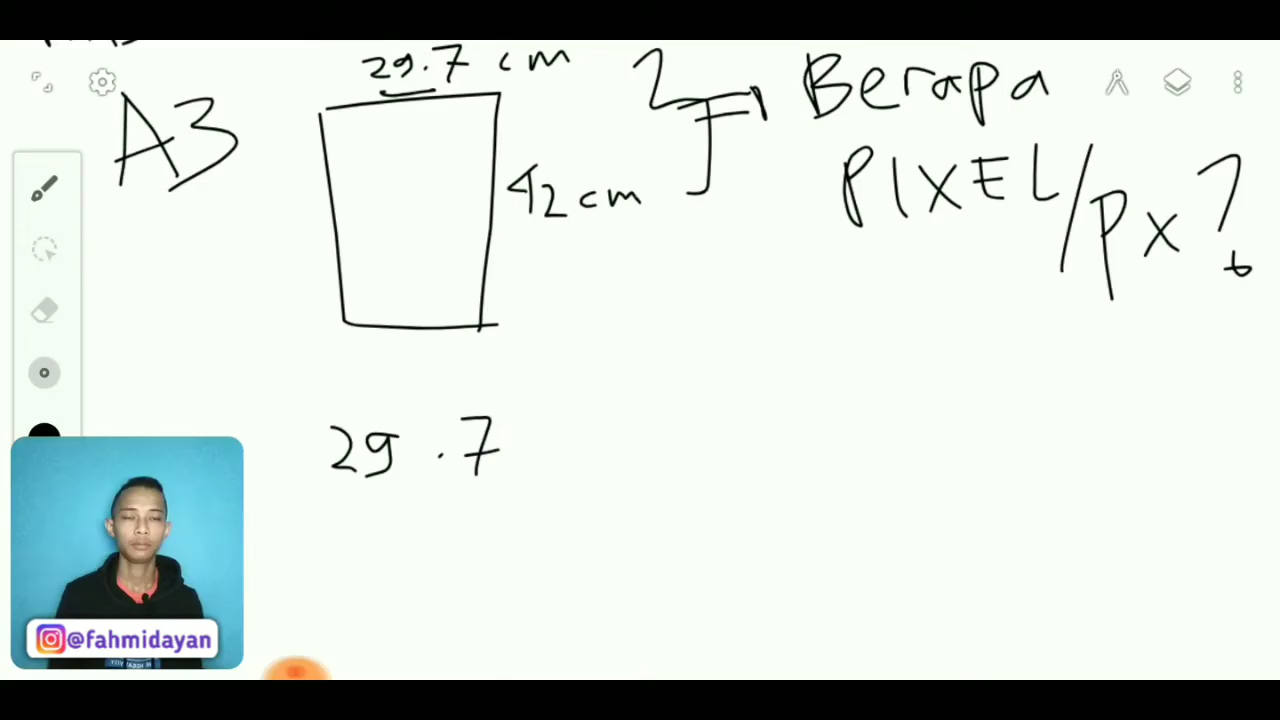 29.7 cm
A3
42 cm
Berapa
PIXEL/px?
29.7
@fahmidayan